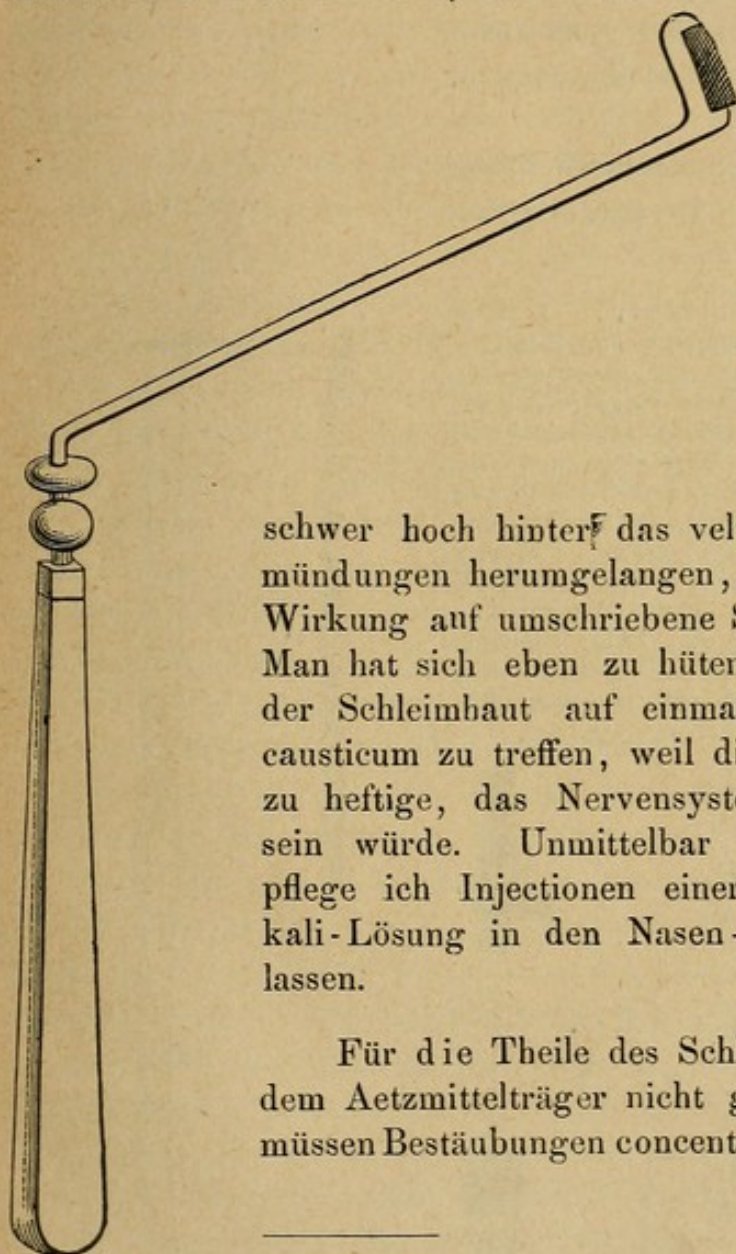 schwer hoch hinter das vel
mündungen herumgelangen,
Wirkung auf umschriebene
Man hat sich eben zu hüten
der Schleimhaut auf einma
causticum zu treffen, weil di
zu heftige, das Nervensyst
sein würde. Unmittelbar
pflege ich Injectionen einer
kali-Lösung in den Nasen-
lassen.
Für die Theile des Sch
dem Aetzmittelträger nicht g
müssen Bestäubungen concent